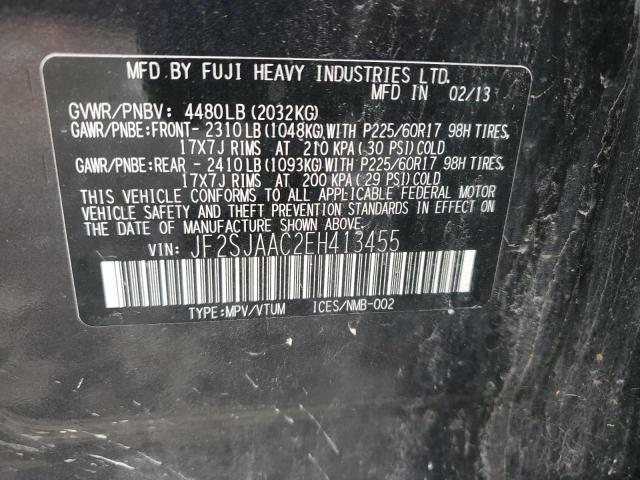 MFD BY FUJI HEAVY INDUSTRIES LTD.
MFD IN 02/13
GVWR/PNBV: 4480LB (2032KG)
GAWR/PNBE:FRONT- 2310 LB (1048KG) WITH P225/60R17 98H TIRES,
17X7J RIMS AT 210 KPA ( 30 PSI ) COLD
GAWR/PNBE:REAR - 2410 LB (1093KG) WITH P225/60R17 98H TIRES,
17X7J RIMS AT 200 KPA ( 29 PSI ) COLD
THIS VEHICLE CONFORMS TO ALL APPLICABLE FEDERAL MOTOR
VEHICLE SAFETY AND THEFT PREVENTION STANDARDS IN EFFECT
ON THE DATE OF MANUFACTURE SHOWN ABOVE.
VIN: JF2SJAAC2EH413455
TYPE:MPV/VTUM ICES/NMB-002